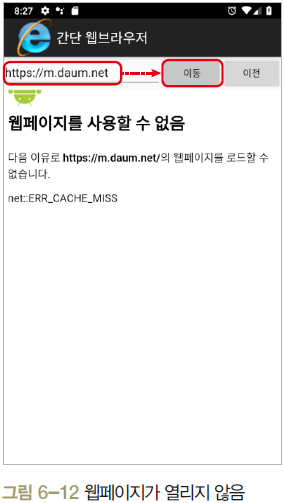 8:27
간단 웹브라우저
https://m.daum.net 이동 이전
웹페이지를 사용할 수 없음
다음 이유로 https://m.daum.net/의 웹페이지를 로드할 수
없습니다.
net::ERR_CACHE_MISS
그림 6-12 웹페이지가 열리지 않음